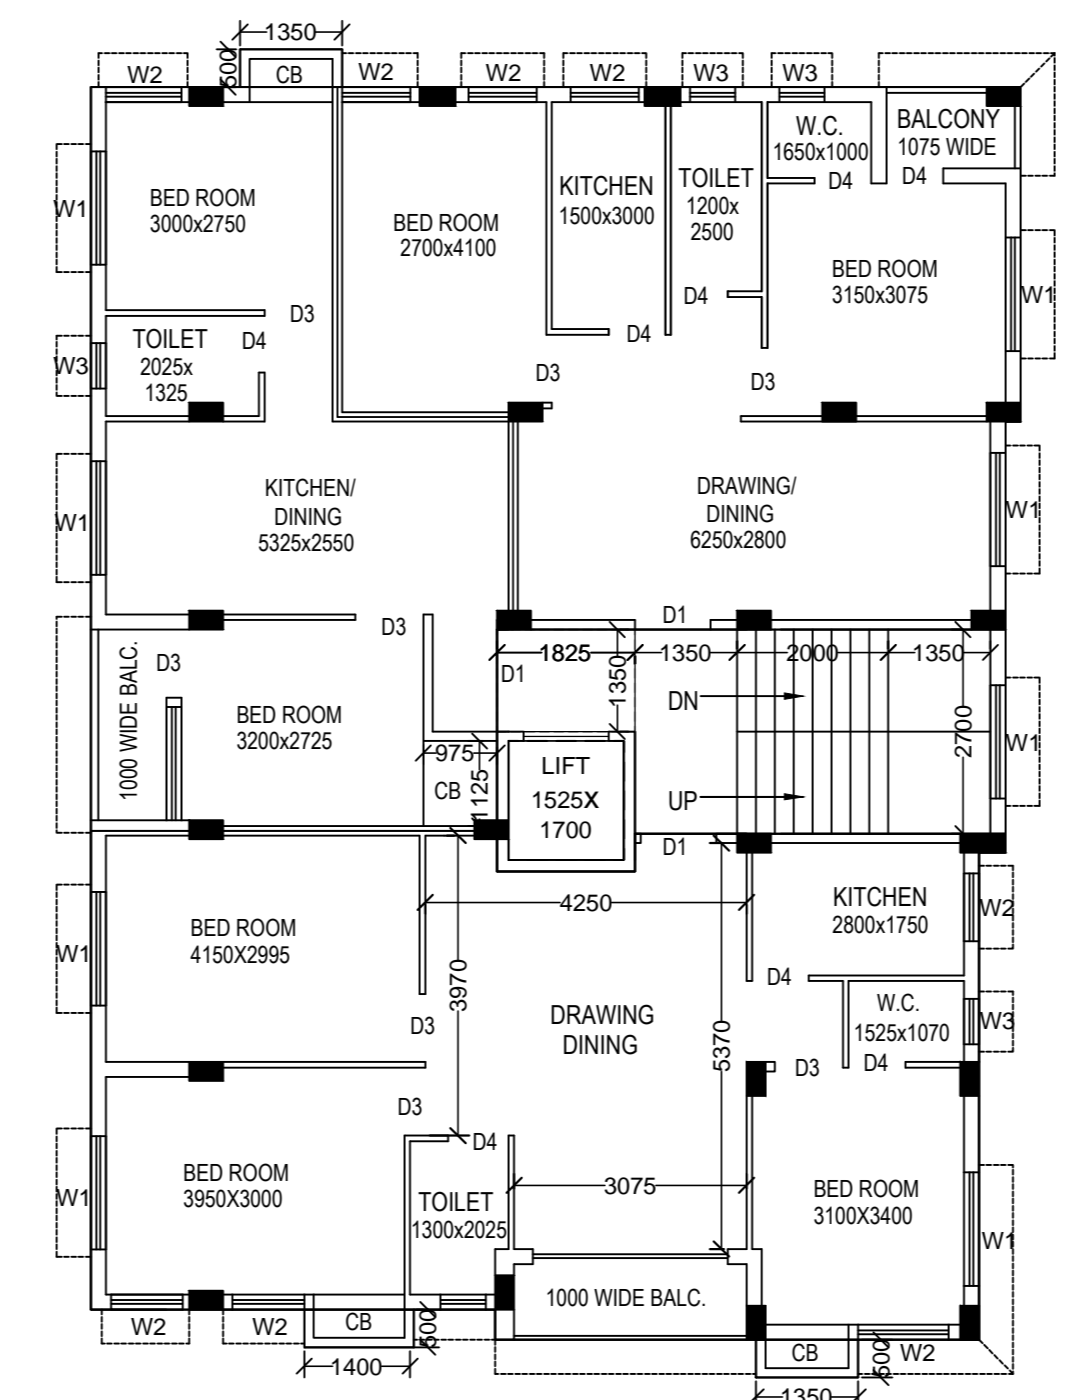 1350
500
W2
CB
W2
W2
W2
W3
W3
W.C.
1650x1000
BALCONY
1075 WIDE
D4
D4
W1
BED ROOM
3000x2750
BED ROOM
2700x4100
KITCHEN
1500x3000
TOILET
1200x
2500
BED ROOM
3150x3075
W1
D4
D3
D4
D4
W3
TOILET
2025x
1325
D3
D3
W1
KITCHEN/
DINING
5325x2550
DRAWING/
DINING
6250x2800
W1
D1
D3
1825
1350
2000
1350
1350
D1
D3
1000 WIDE BALC.
BED ROOM
3200x2725
DN
2700
W1
975
CB
1125
LIFT
1525X
1700
UP
D1
W1
BED ROOM
4150X2995
4250
KITCHEN
2800x1750
W2
3970
D4
D3
DRAWING
DINING
5370
W.C.
1525x1070
W3
D3
D4
D3
D4
W1
BED ROOM
3950X3000
TOILET
1300x2025
3075
BED ROOM
3100X3400
W1
1000 WIDE BALC.
W2
W2
CB
500
1400
CB
500
W2
1350